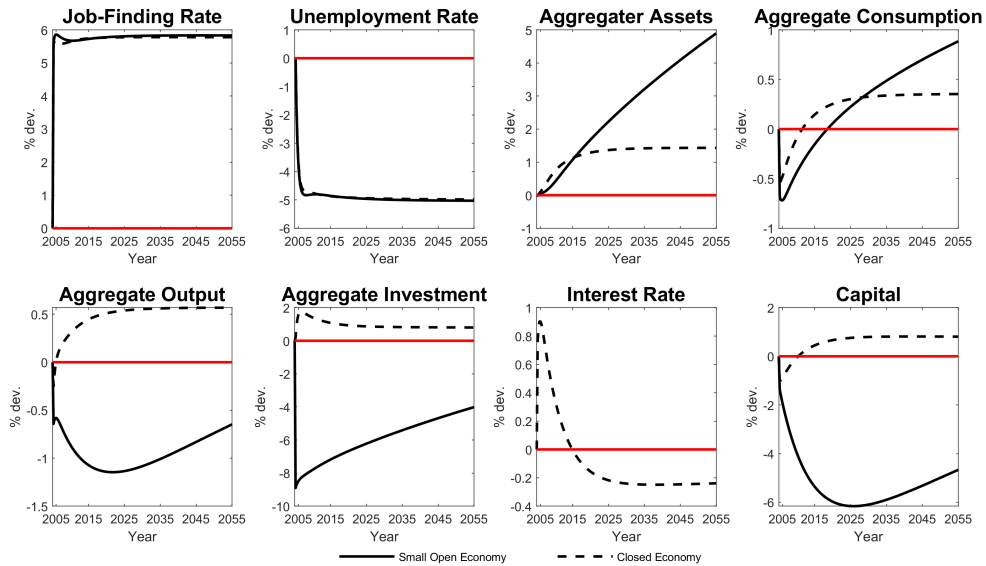 Job-Finding Rate
6
5
4
3
2
1
0
% dev.
2005 2015 2025 2035 2045 2055
Year
Unemployment Rate
1
0
-1
-2
-3
-4
-5
-6
% dev.
2005 2015 2025 2035 2045 2055
Year
Aggregater Assets
5
4
3
2
1
0
-1
% dev.
2005 2015 2025 2035 2045 2055
Year
Aggregate Consumption
1
0.5
0
-0.5
-1
% dev.
2005 2015 2025 2035 2045 2055
Year
Aggregate Output
0.5
0
-0.5
-1
-1.5
% dev.
2005 2015 2025 2035 2045 2055
Year
Aggregate Investment
2
0
-2
-4
-6
-8
-10
% dev.
2005 2015 2025 2035 2045 2055
Year
Interest Rate
1
0.8
0.6
0.4
0.2
0
-0.2
-0.4
% dev.
2005 2015 2025 2035 2045 2055
Year
Capital
2
0
-2
-4
-6
% dev.
2005 2015 2025 2035 2045 2055
Year
Small Open Economy
Closed Economy